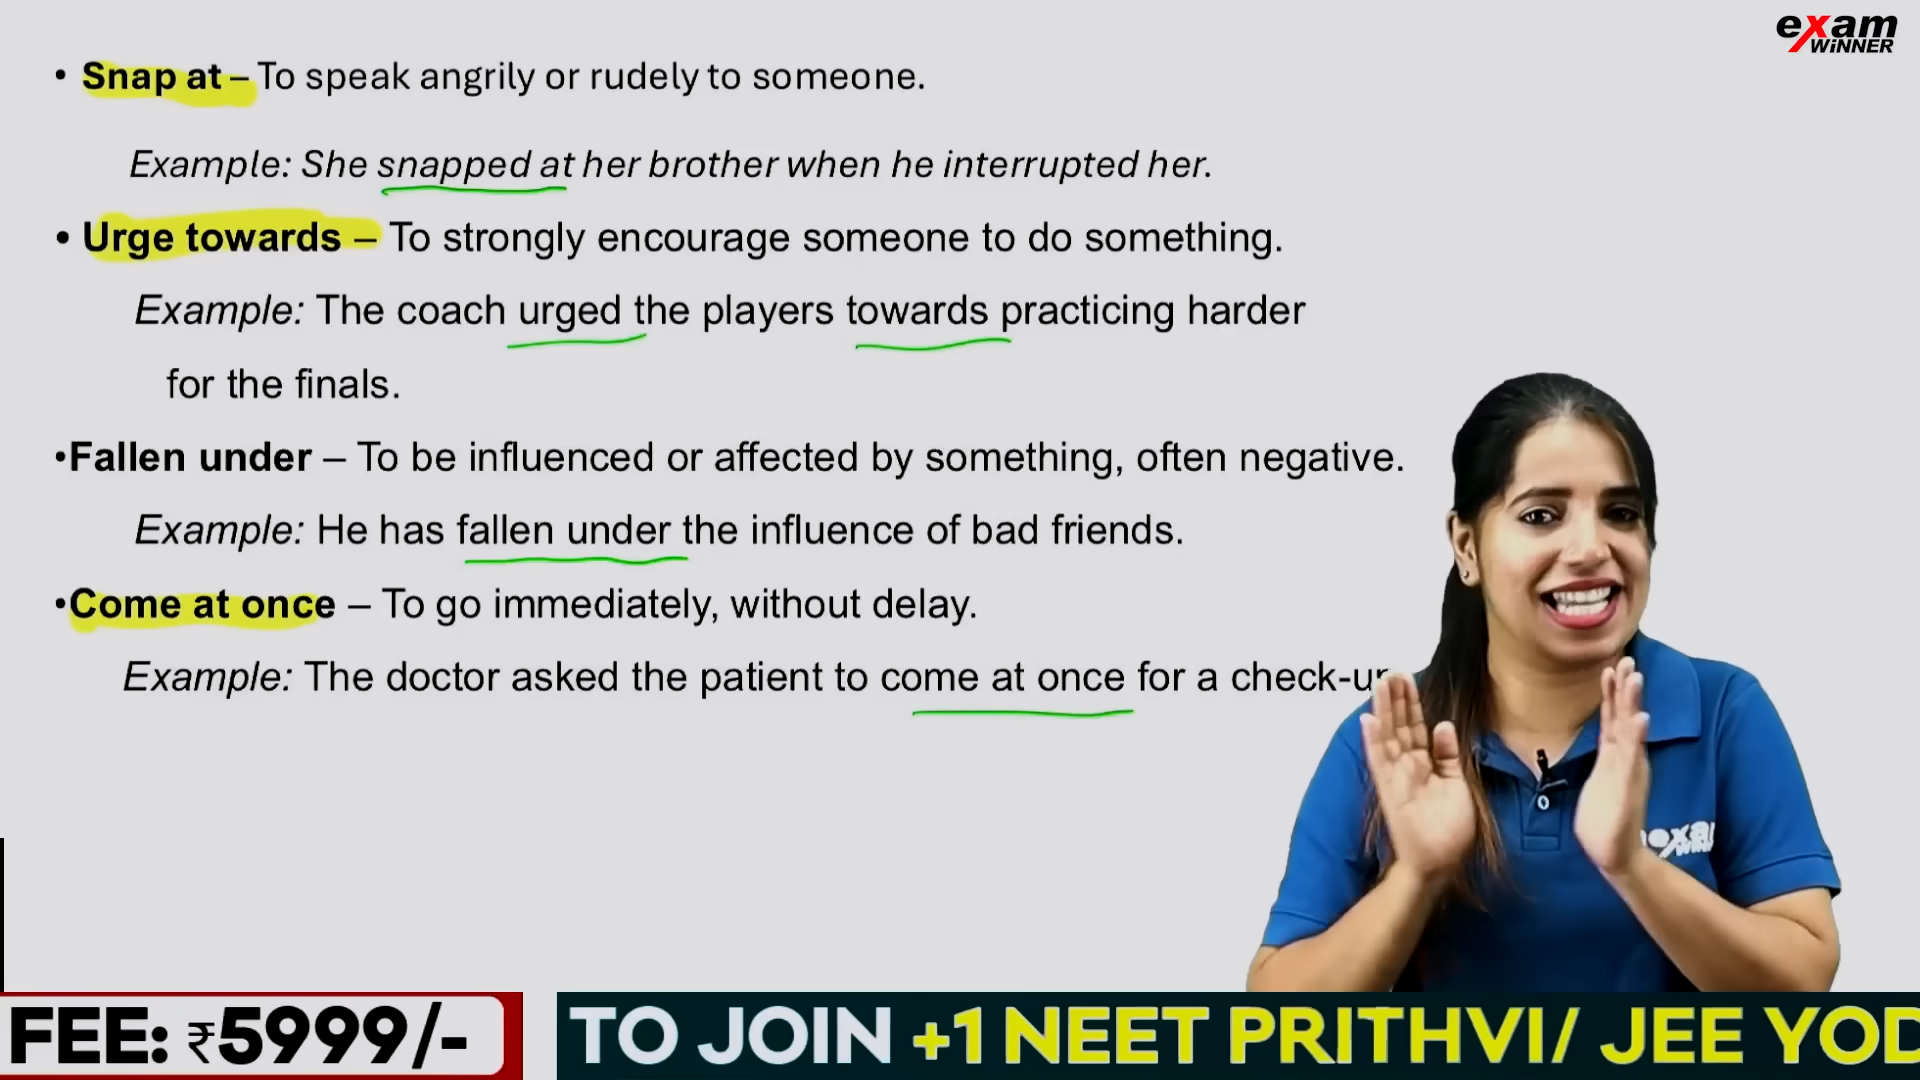 exam
WiNNER
• Snap at – To speak angrily or rudely to someone.
Example: She snapped at her brother when he interrupted her.
• Urge towards – To strongly encourage someone to do something.
Example: The coach urged the players towards practicing harder
for the finals.
•Fallen under – To be influenced or affected by something, often negative.
Example: He has fallen under the influence of bad friends.
•Come at once – To go immediately, without delay.
Example: The doctor asked the patient to come at once for a check-up
FEE: ₹5999/-
TO JOIN +1 NEET PRITHVI/ JEE YOD